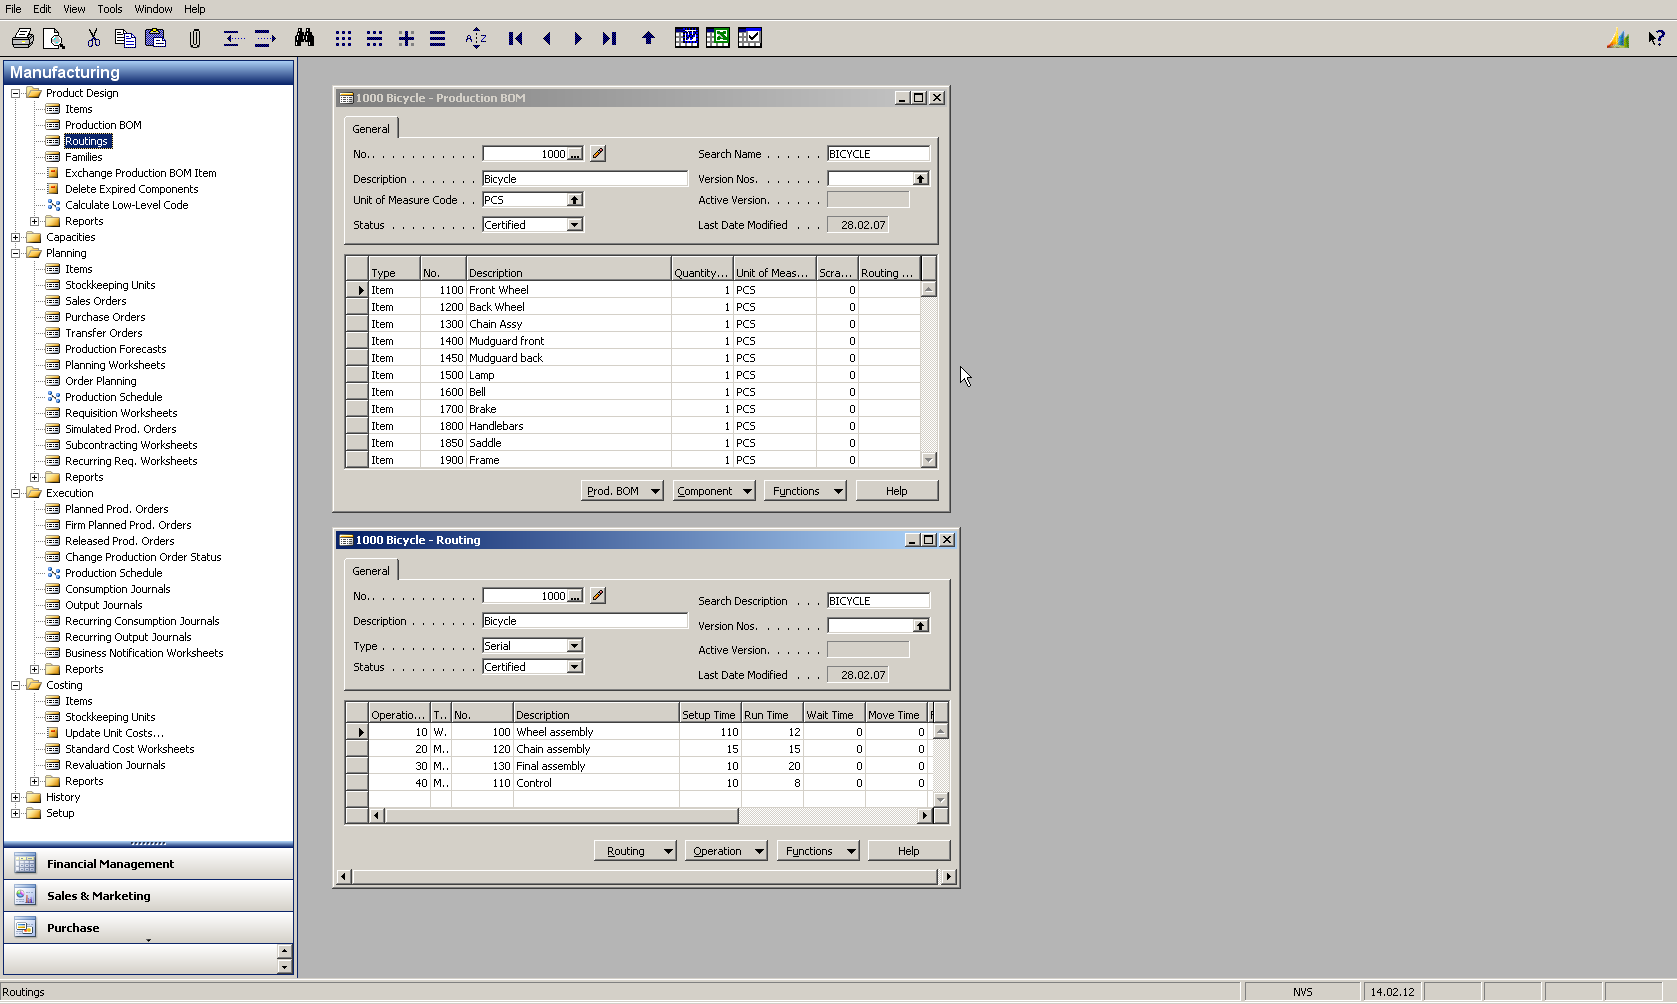 File Edit View Tools Window Help
Manufacturing
Product Design
Items
Production BOM
Routings
Families
Exchange Production BOM Item
Delete Expired Components
Calculate Low-Level Code
Reports
Capacities
Planning
Items
Stockkeeping Units
Sales Orders
Purchase Orders
Transfer Orders
Production Forecasts
Planning Worksheets
Order Planning
Production Schedule
Requisition Worksheets
Simulated Prod. Orders
Subcontracting Worksheets
Recurring Req. Worksheets
Reports
Execution
Planned Prod. Orders
Firm Planned Prod. Orders
Released Prod. Orders
Change Production Order Status
Production Schedule
Consumption Journals
Output Journals
Recurring Consumption Journals
Recurring Output Journals
Business Notification Worksheets
Reports
Costing
Items
Stockkeeping Units
Update Unit Costs...
Standard Cost Worksheets
Revaluation Journals
Reports
History
Setup
Financial Management
Sales & Marketing
Purchase
1000 Bicycle - Production BOM
General
No. 1000 ... Search Name BICYCLE
Description Bicycle Version Nos.
Unit of Measure Code PCS Active Version
Status Certified Last Date Modified 28.02.07
Type No. Description Quantity... Unit of Meas... Scra... Routing ...
Item 1100 Front Wheel 1 PCS 0
Item 1200 Back Wheel 1 PCS 0
Item 1300 Chain Assy 1 PCS 0
Item 1400 Mudguard front 1 PCS 0
Item 1450 Mudguard back 1 PCS 0
Item 1500 Lamp 1 PCS 0
Item 1600 Bell 1 PCS 0
Item 1700 Brake 1 PCS 0
Item 1800 Handlebars 1 PCS 0
Item 1850 Saddle 1 PCS 0
Item 1900 Frame 1 PCS 0
Prod. BOM Component Functions Help
1000 Bicycle - Routing
General
No. 1000 ... Search Description BICYCLE
Description Bicycle Version Nos.
Type Serial Active Version
Status Certified Last Date Modified 28.02.07
Operatio... T.. No. Description Setup Time Run Time Wait Time Move Time
10 W. 100 Wheel assembly 110 12 0 0
20 M.. 120 Chain assembly 15 15 0 0
30 M.. 130 Final assembly 10 20 0 0
40 M.. 110 Control 10 8 0 0
Routing Operation Functions Help
Routings NVS 14.02.12